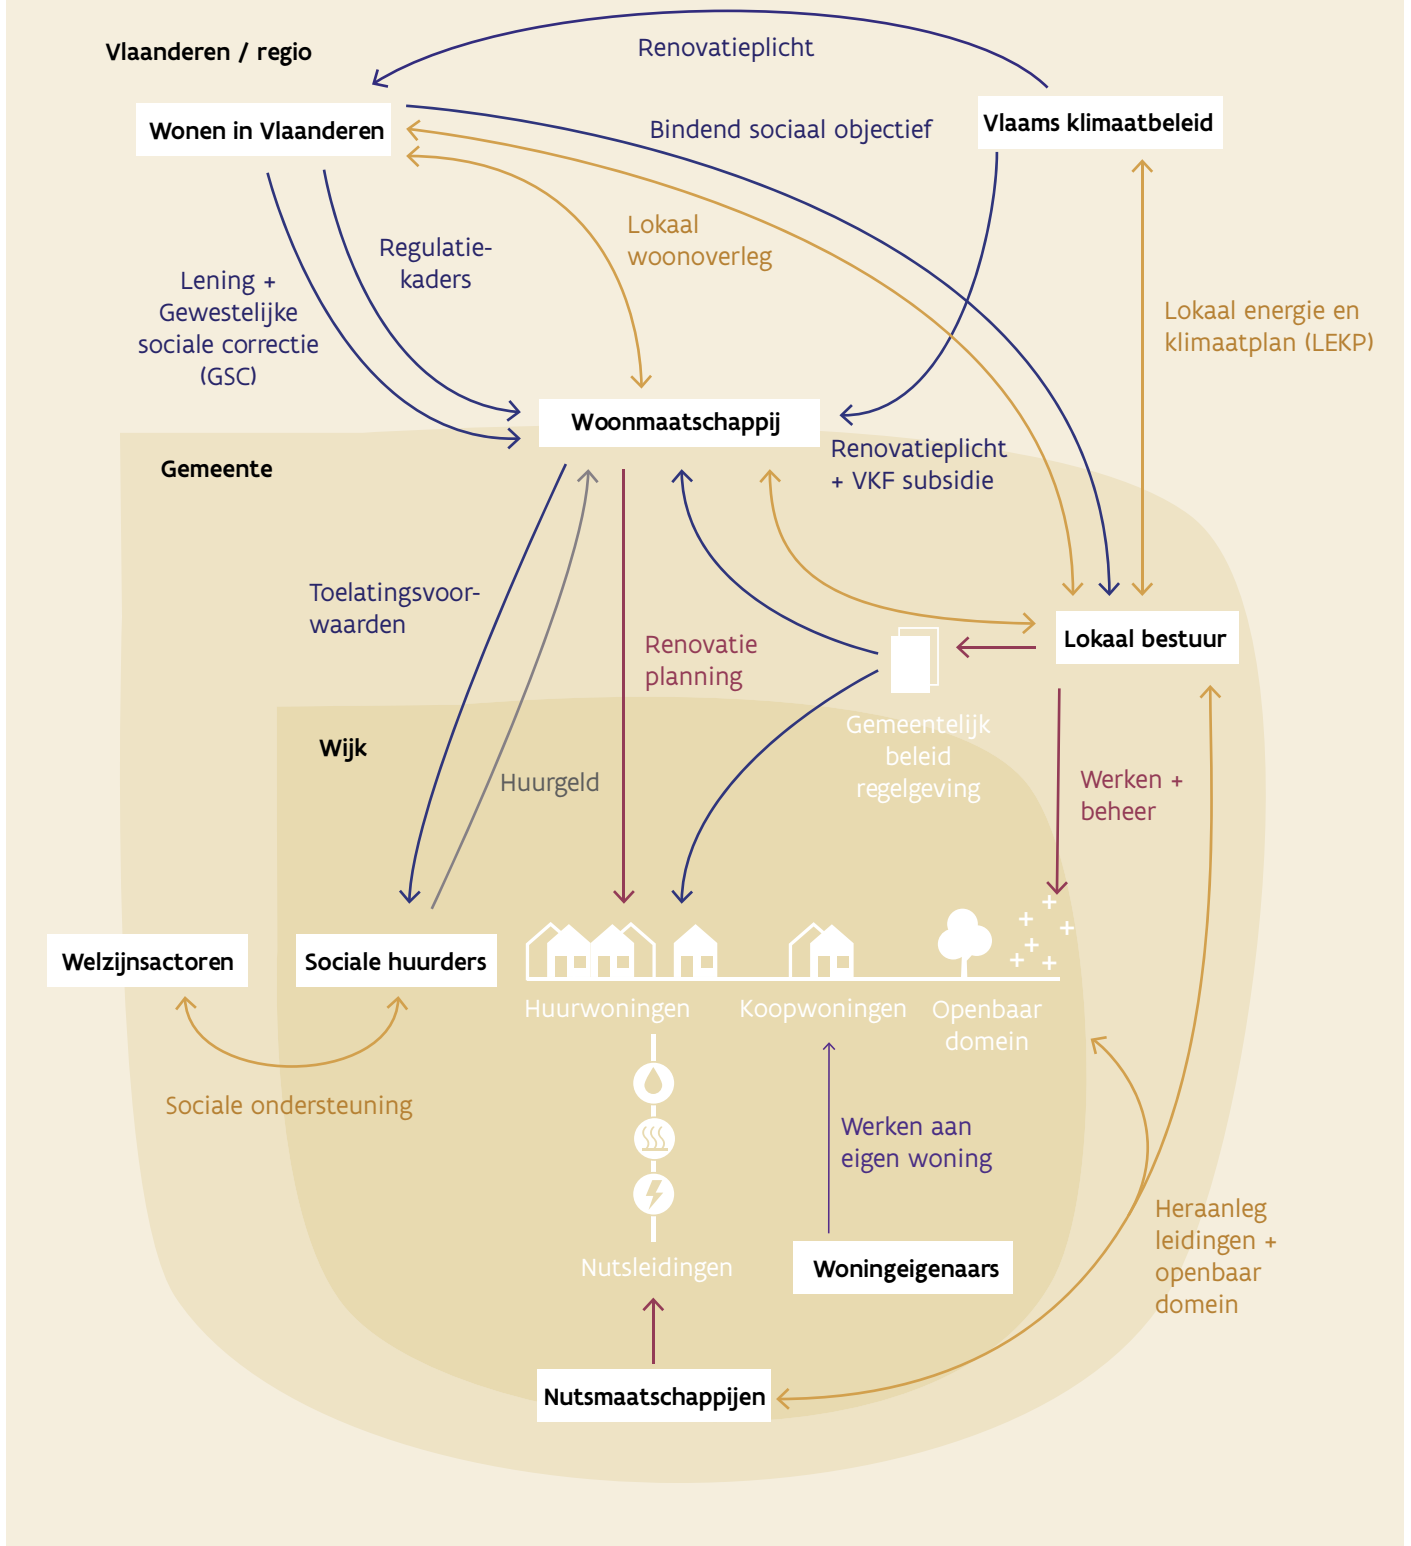 Vlaanderen / regio
Renovatieplicht
Wonen in Vlaanderen
Vlaams klimaatbeleid
Bindend sociaal objectief
Lokaal
woonoverleg
Regulatie-
kaders
Lening +
Gewestelijke
sociale correctie
(GSC)
Lokaal energie en
klimaatplan (LEKP)
Woonmaatschappij
Renovatieplicht
+ VKF subsidie
Gemeente
Toelatingsvoor-
waarden
Renovatie
planning
Lokaal bestuur
Gemeentelijk
beleid
regelgeving
Wijk
Huurgeld
Werken +
beheer
Welzijnsactoren
Sociale huurders
Huurwoningen
Koopwoningen
Openbaar
domein
Sociale ondersteuning
Werken aan
eigen woning
Heraanleg
leidingen +
openbaar
domein
Nutsleidingen
Woningeigenaars
Nutsmaatschappijen